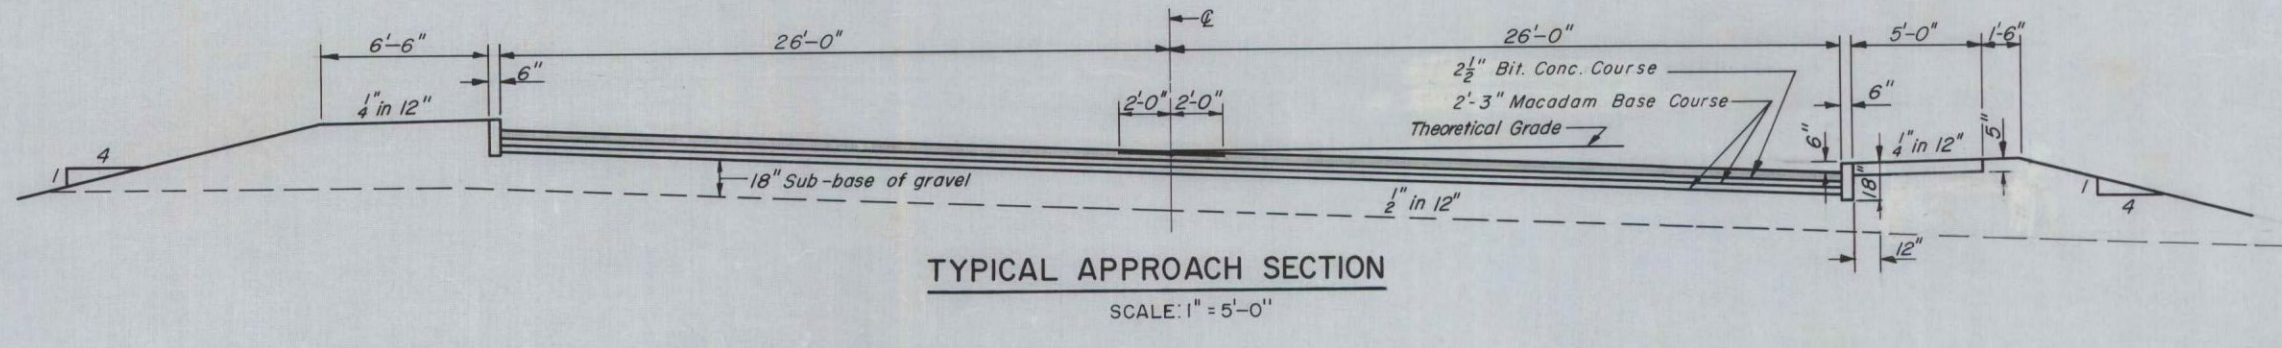 ℄
6'-6"
26'-0"
26'-0"
5'-0"
1'-6"
6"
2½" Bit. Conc. Course
2'-0"
2'-0"
2'-3" Macadam Base Course
6"
¼" in 12"
Theoretical Grade
6"
¼" in 12"
5"
4
1
18" Sub-base of gravel
½" in 12"
18"
1
4
12"
TYPICAL APPROACH SECTION
SCALE: 1" = 5'-0"